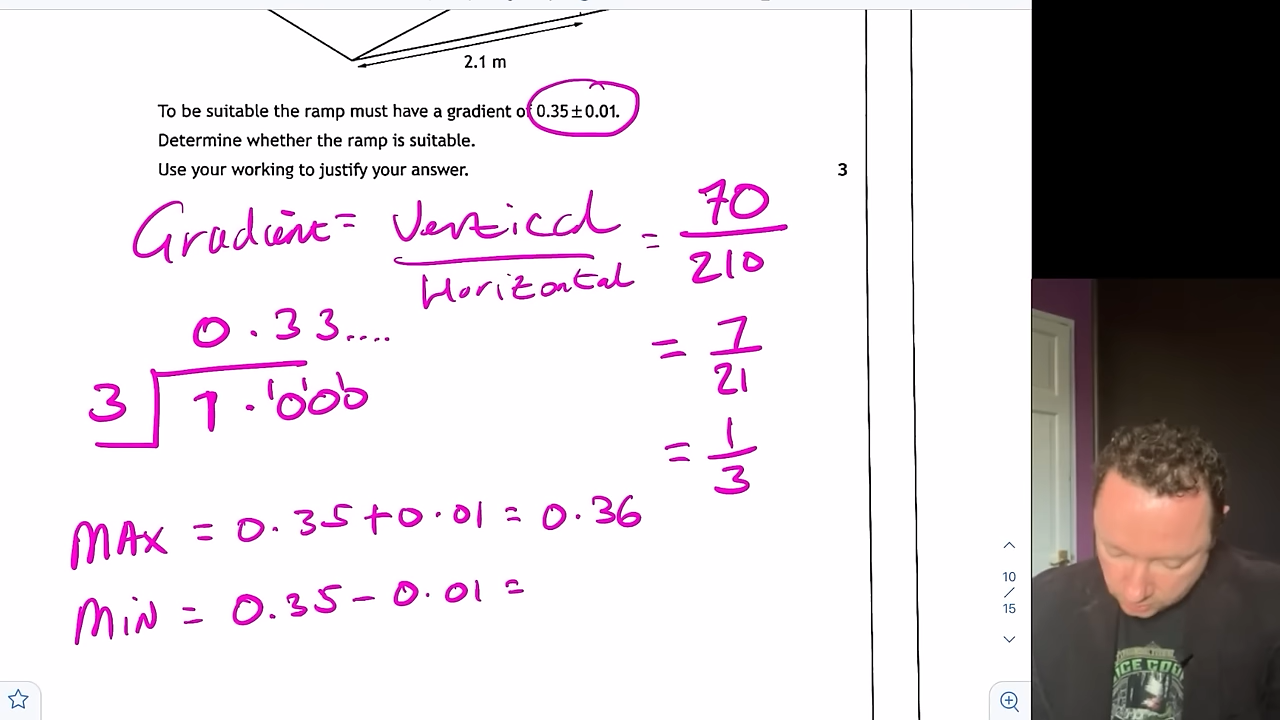 2.1 m
To be suitable the ramp must have a gradient of 0.35±0.01.
Determine whether the ramp is suitable.
Use your working to justify your answer.
3
Gradient = Vertical / Horizontal = 70 / 210
= 7 / 21
= 1 / 3
0.33....
3 1.¹0¹0¹0
MAX = 0.35+0.01 = 0.36
MIN = 0.35-0.01 =
10
/
15